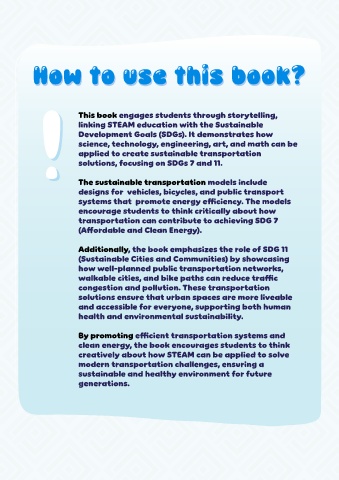 How to use this book?
!
This book engages students through storytelling,
linking STEAM education with the Sustainable
Development Goals (SDGs). It demonstrates how
science, technology, engineering, art, and math can be
applied to create sustainable transportation
solutions, focusing on SDGs 7 and 11.
The sustainable transportation models include
designs for vehicles, bicycles, and public transport
systems that promote energy efficiency. The models
encourage students to think critically about how
transportation can contribute to achieving SDG 7
(Affordable and Clean Energy).
Additionally, the book emphasizes the role of SDG 11
(Sustainable Cities and Communities) by showcasing
how well-planned public transportation networks,
walkable cities, and bike paths can reduce traffic
congestion and pollution. These transportation
solutions ensure that urban spaces are more liveable
and accessible for everyone, supporting both human
health and environmental sustainability.
By promoting efficient transportation systems and
clean energy, the book encourages students to think
creatively about how STEAM can be applied to solve
modern transportation challenges, ensuring a
sustainable and healthy environment for future
generations.